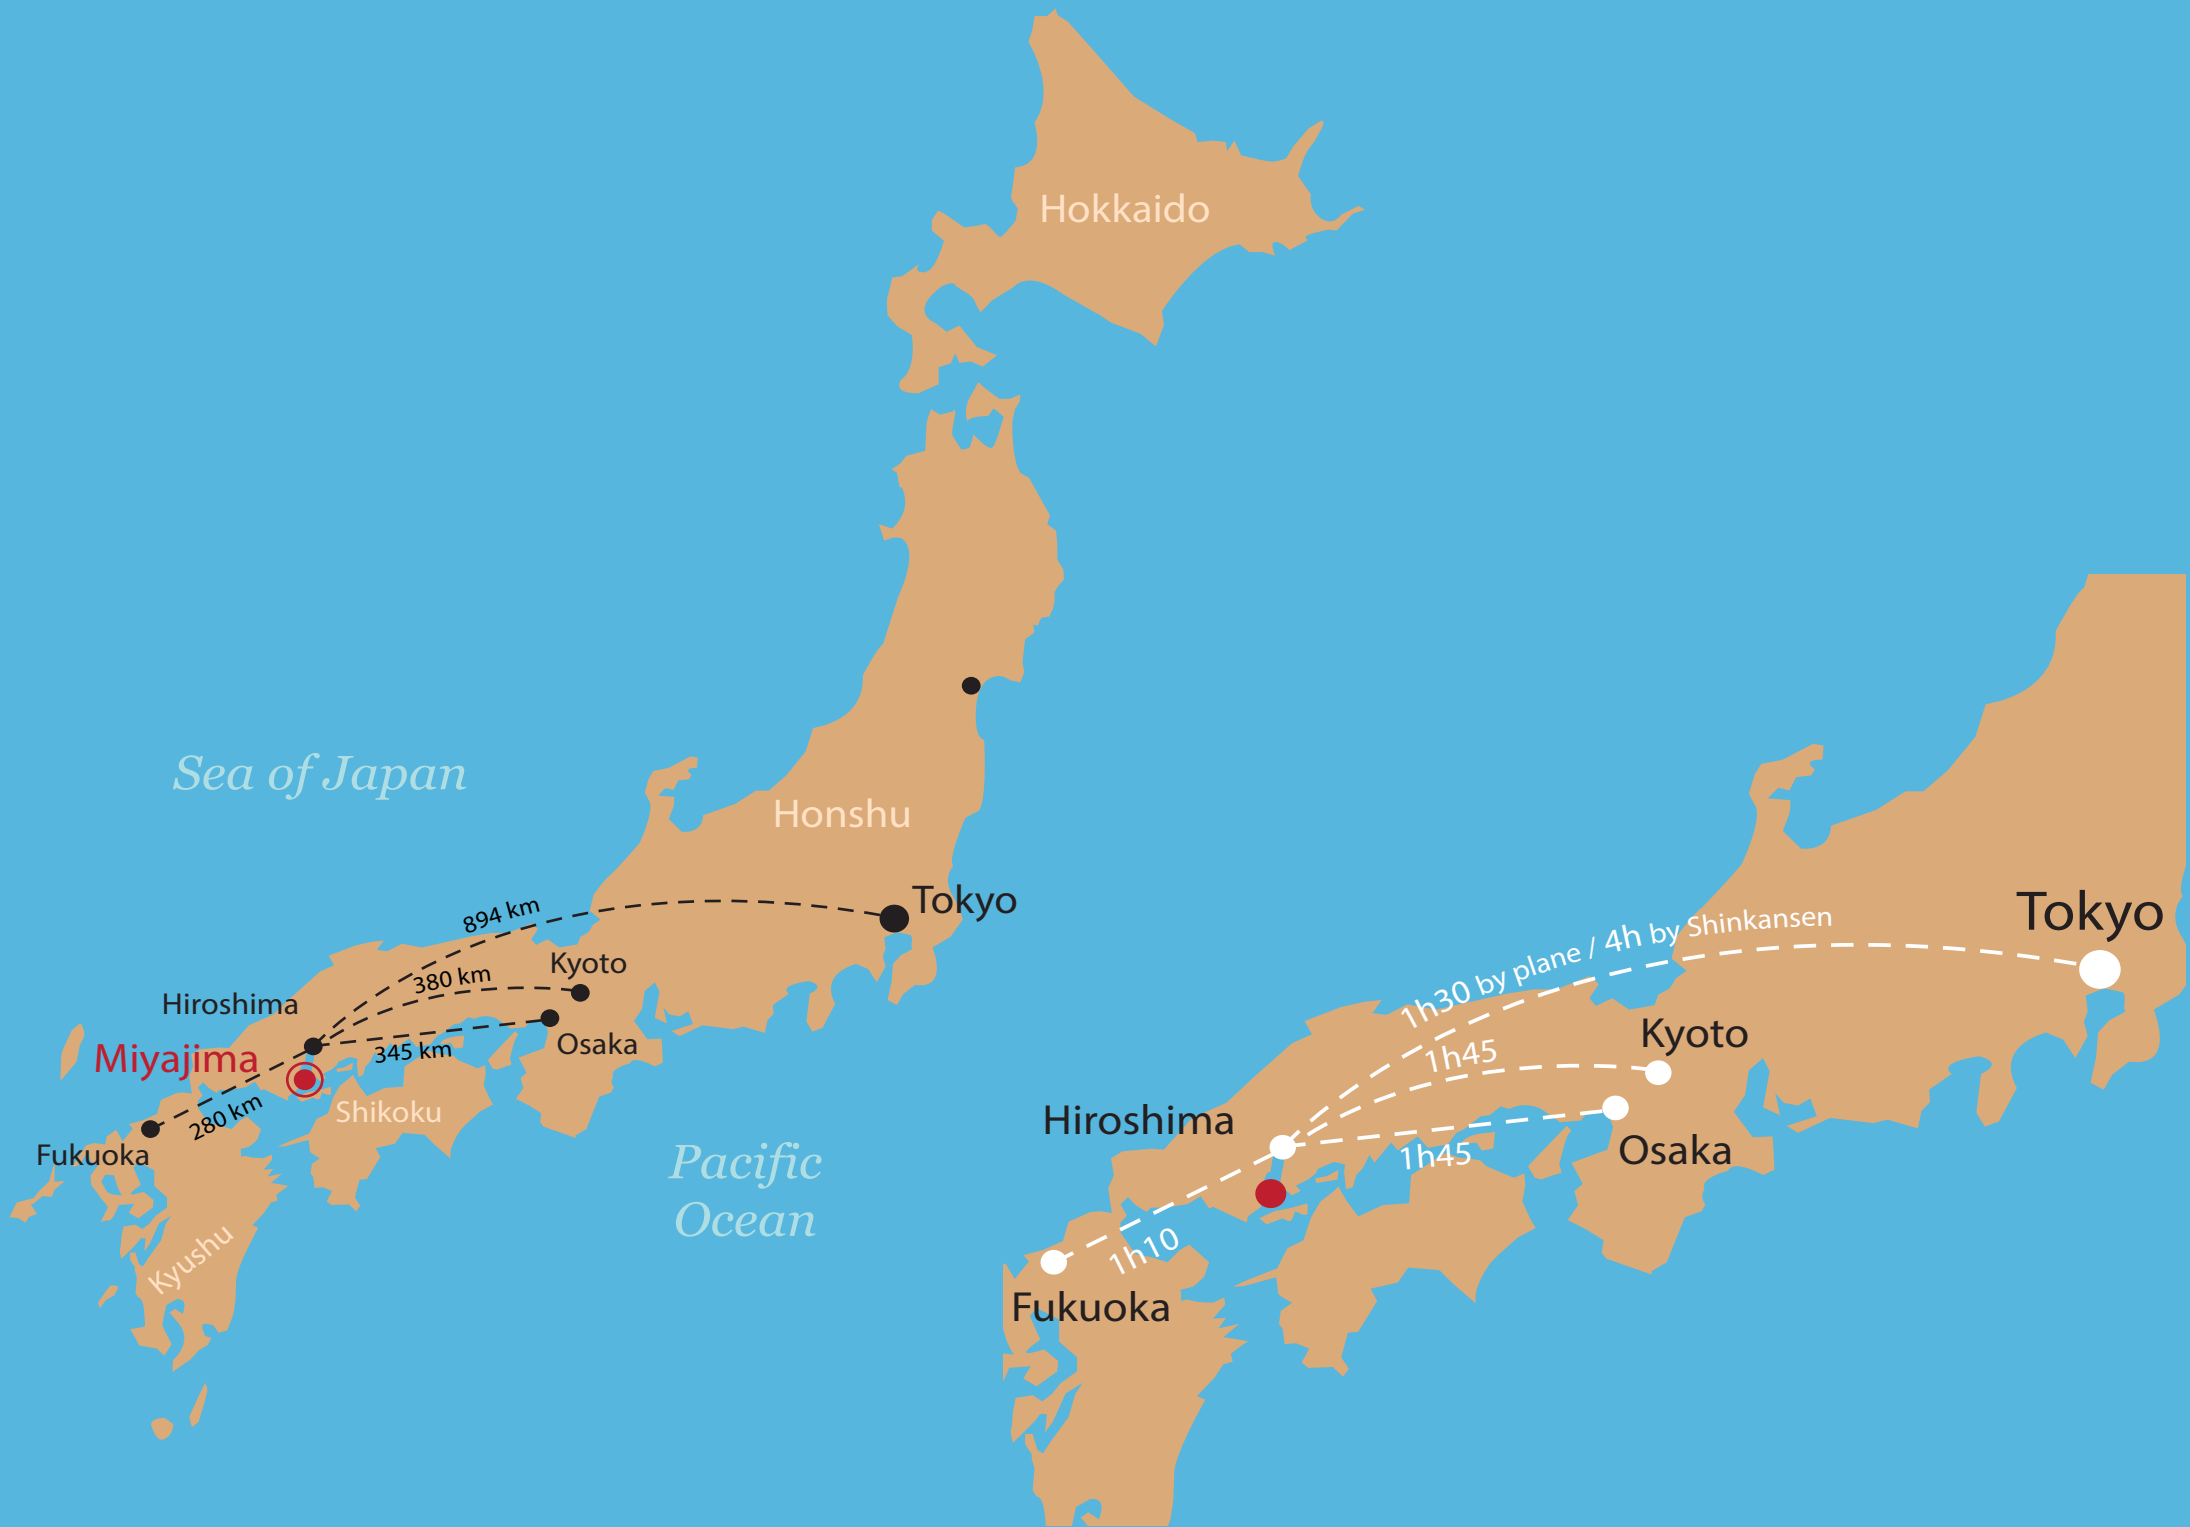 Hokkaido
Sea of Japan
Honshu
Tokyo
894 km
Kyoto
380 km
Hiroshima
Osaka
345 km
Miyajima
280 km
Shikoku
Fukuoka
Kyushu
Pacific
Ocean
Tokyo
1h30 by plane / 4h by Shinkansen
Kyoto
1h45
Hiroshima
Osaka
1h45
1h10
Fukuoka